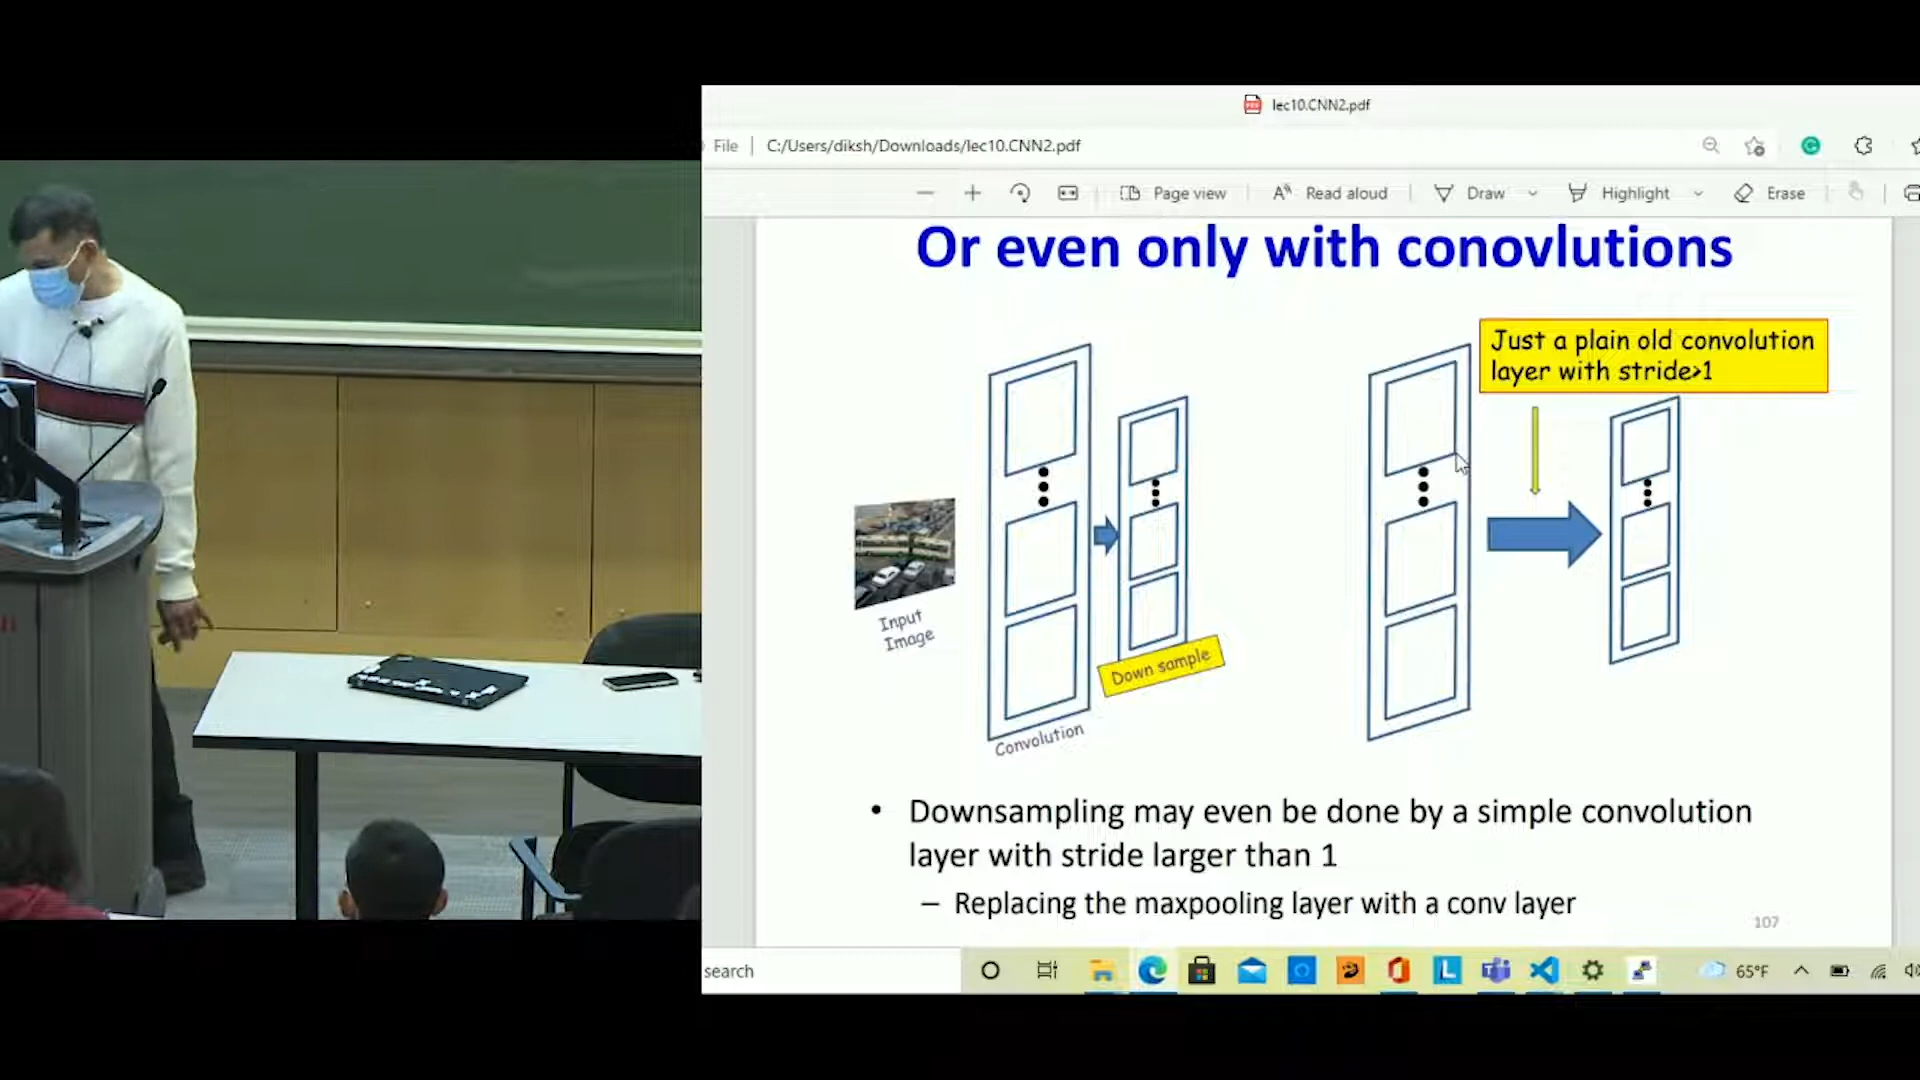 lec10.CNN2.pdf
File
C:/Users/diksh/Downloads/lec10.CNN2.pdf
Page view
Read aloud
Draw
Highlight
Erase
Or even only with conovlutions
Just a plain old convolution
layer with stride>1
Input
Image
Down sample
Convolution
• Downsampling may even be done by a simple convolution
layer with stride larger than 1
– Replacing the maxpooling layer with a conv layer
107
search
65°F